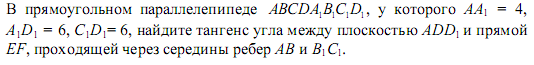 В прямоугольном параллелепипеде ABCDA₁B₁C₁D₁, у которого AA₁ = 4,
A₁D₁ = 6, C₁D₁= 6, найдите тангенс угла между плоскостью ADD₁ и прямой
EF, проходящей через середины ребер AB и B₁C₁.